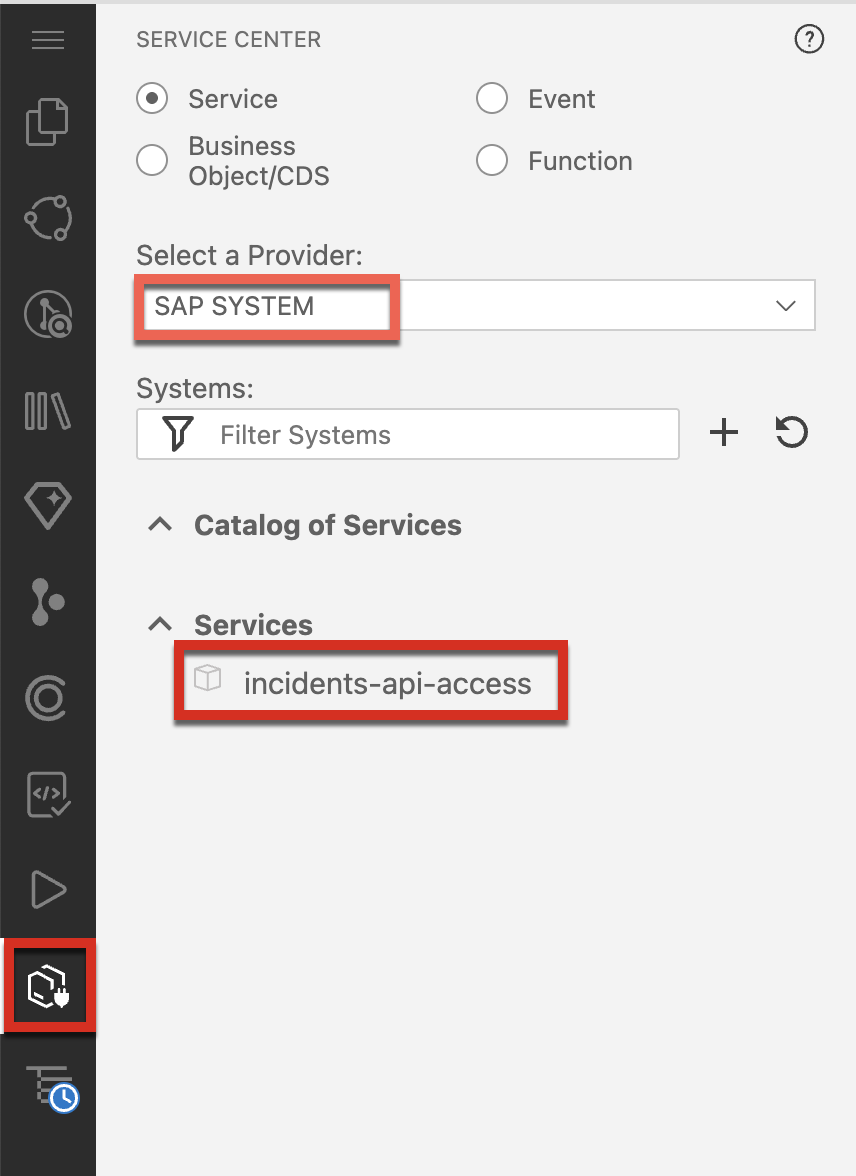 SERVICE CENTER
Service
Event
Business
Object/CDS
Function
Select a Provider:
SAP SYSTEM
Systems:
Filter Systems
Catalog of Services
Services
incidents-api-access